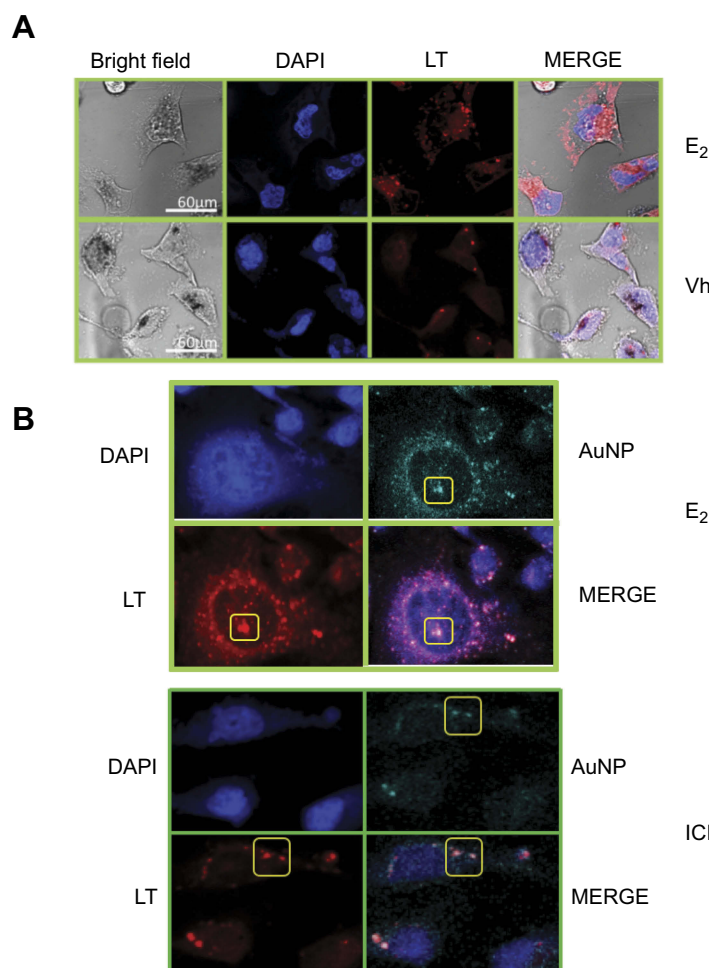 A
Bright field DAPI LT MERGE
60µm
E2
60µm
Vh
B
DAPI AuNP
E2
LT MERGE
DAPI AuNP
LT MERGE